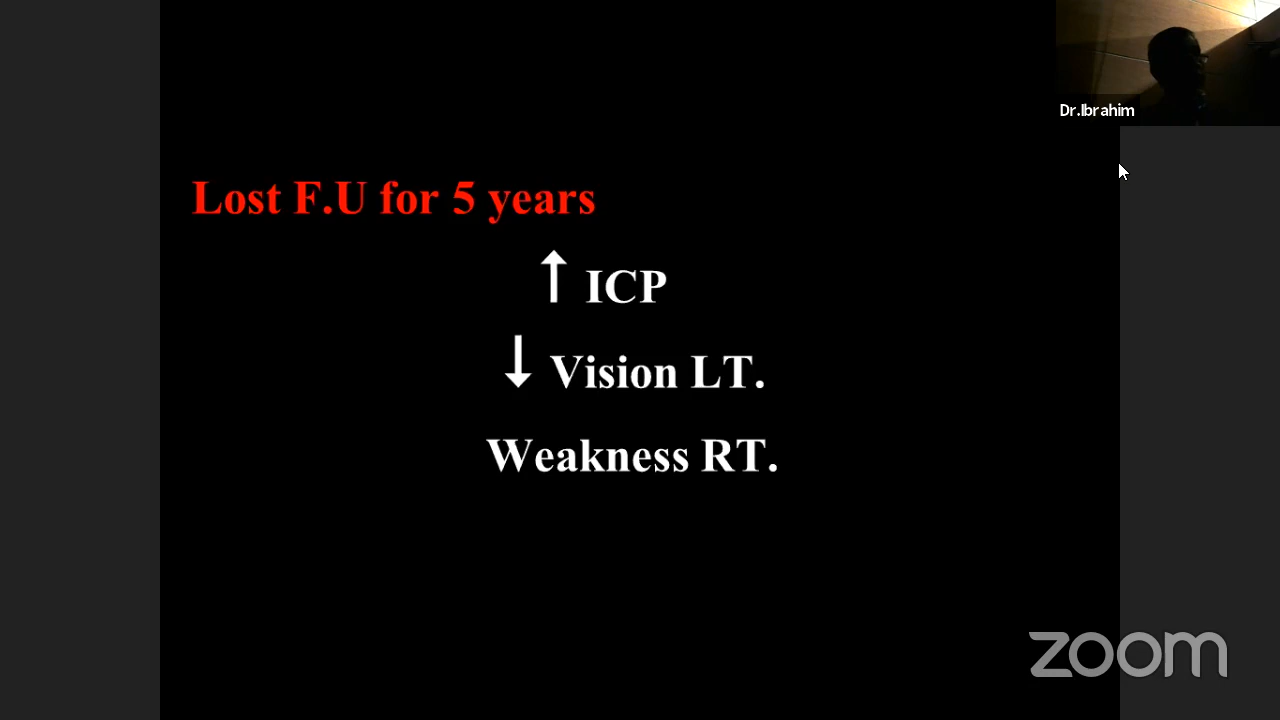 Dr.Ibrahim
Lost F.U for 5 years
↑ ICP
↓ Vision LT.
Weakness RT.
zoom